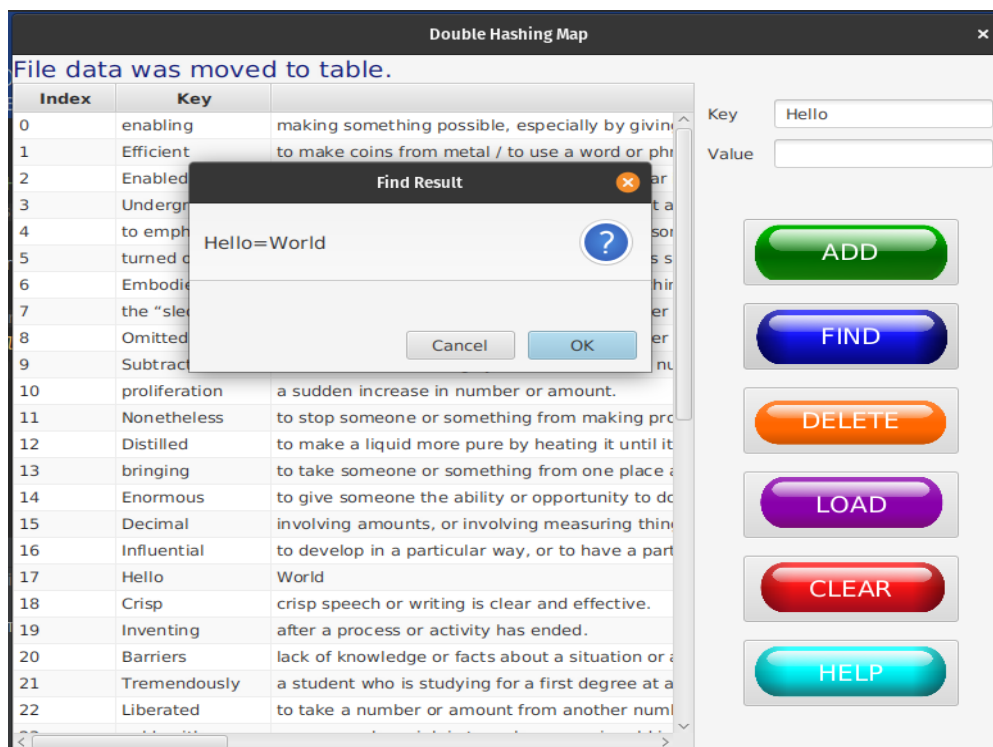 Double Hashing Map
File data was moved to table.
Index Key
0 enabling making something possible, especially by givin
1 Efficient to make coins from metal / to use a word or phr
2 Enabled ar
3 Undergr t a
4 to emph son
5 turned s s
6 Embodie hin
7 the “sle er
8 Omitted er
9 Subtract nu
10 proliferation a sudden increase in number or amount.
11 Nonetheless to stop someone or something from making pro
12 Distilled to make a liquid more pure by heating it until it
13 bringing to take someone or something from one place a
14 Enormous to give someone the ability or opportunity to do
15 Decimal involving amounts, or involving measuring thin
16 Influential to develop in a particular way, or to have a part
17 Hello World
18 Crisp crisp speech or writing is clear and effective.
19 Inventing after a process or activity has ended.
20 Barriers lack of knowledge or facts about a situation or a
21 Tremendously a student who is studying for a first degree at a
22 Liberated to take a number or amount from another num
Find Result
Hello=World
?
Cancel OK
Key Hello
Value
ADD
FIND
DELETE
LOAD
CLEAR
HELP